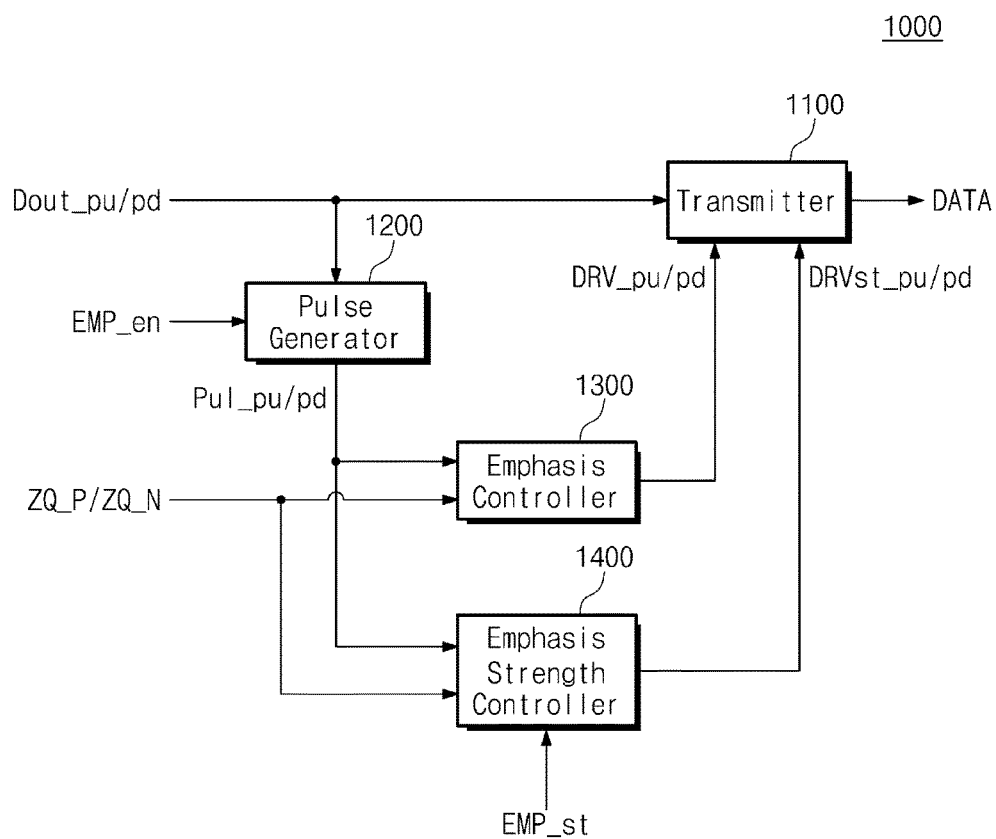 1000
1100
Dout_pu/pd
Transmitter
DATA
1200
DRV_pu/pd
DRVst_pu/pd
EMP_en
Pulse
Generator
Pul_pu/pd
1300
Emphasis
Controller
ZQ_P/ZQ_N
1400
Emphasis
Strength
Controller
EMP_st